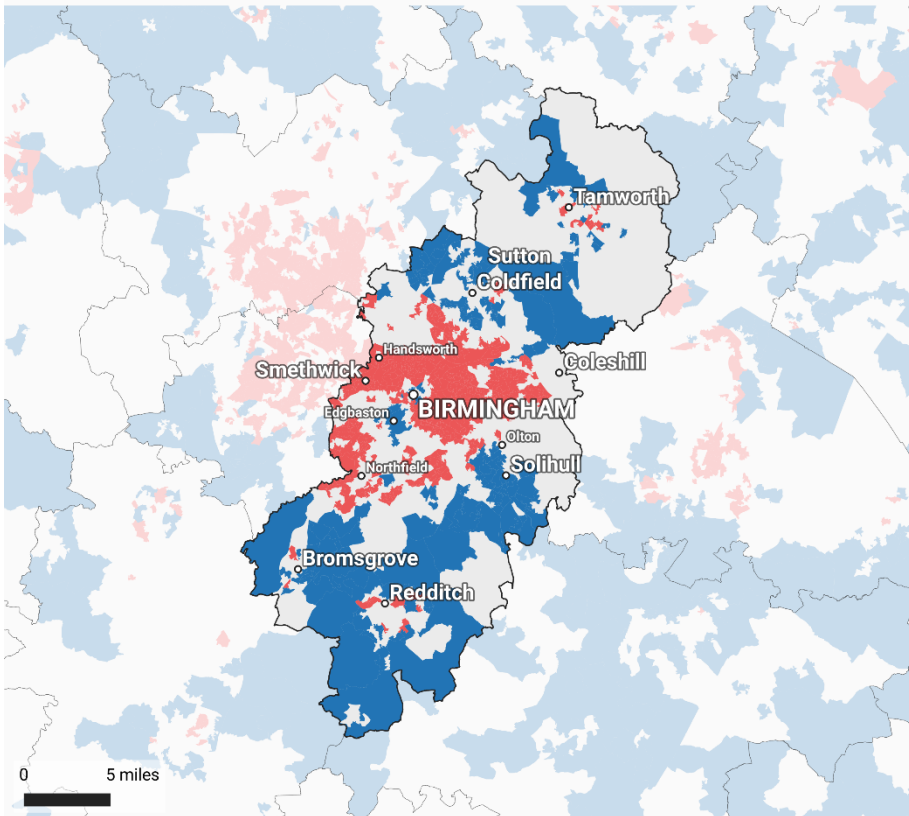 Tamworth
Sutton
Coldfield
Handsworth
Smethwick
Coleshill
BIRMINGHAM
Edgbaston
Olton
Northfield
Solihull
Bromsgrove
Redditch
0 5 miles